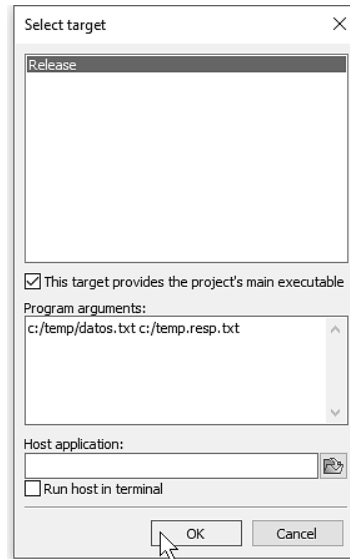 Select target
Release
This target provides the project's main executable
Program arguments:
c:/temp/datos.txt c:/temp.resp.txt
Host application:
Run host in terminal
OK Cancel